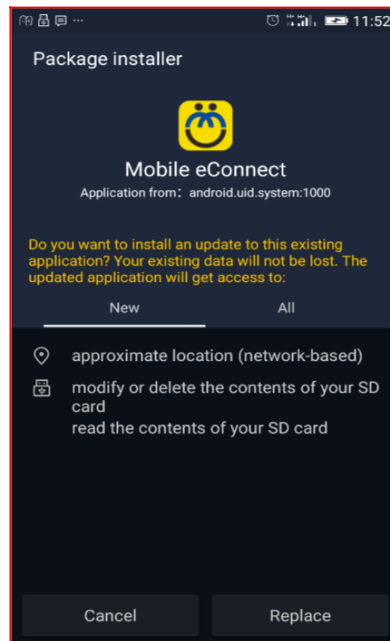 11:52
Package installer
Mobile eConnect
Application from: android.uid.system:1000
Do you want to install an update to this existing
application? Your existing data will not be lost. The
updated application will get access to:
New All
approximate location (network-based)
modify or delete the contents of your SD
card
read the contents of your SD card
Cancel Replace